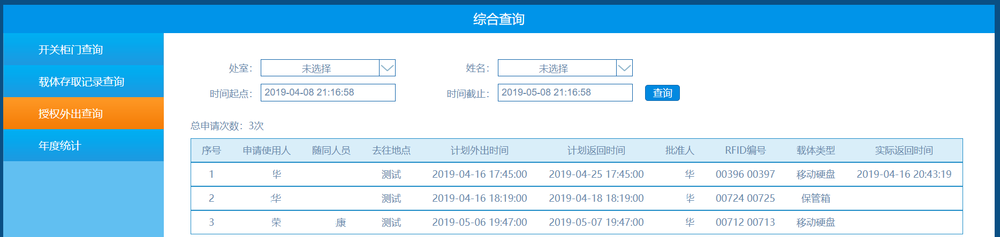 综合查询
开关柜门查询
载体存取记录查询
授权外出查询
年度统计
处室： 未选择 姓名： 未选择
时间起点： 2019-04-08 21:16:58 时间截止： 2019-05-08 21:16:58 查询
总申请次数：3次
序号 申请使用人 随同人员 去往地点 计划外出时间 计划返回时间 批准人 RFID编号 载体类型 实际返回时间
1 华 测试 2019-04-16 17:45:00 2019-04-25 17:45:00 华 00396 00397 移动硬盘 2019-04-16 20:43:19
2 华 测试 2019-04-16 18:19:00 2019-04-18 18:19:00 华 00724 00725 保管箱
3 荣 康 测试 2019-05-06 19:47:00 2019-05-07 19:47:00 华 00712 00713 移动硬盘